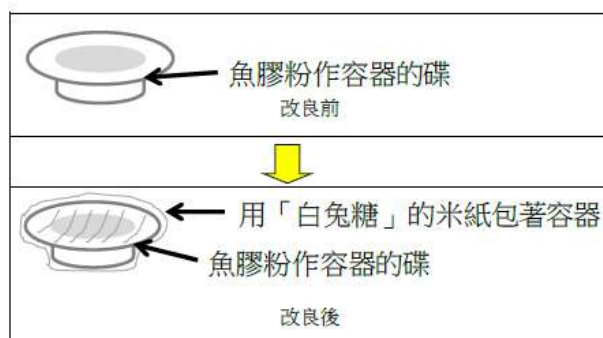 魚膠粉作容器的碟
改良前
用「白兔糖」的米紙包著容器
魚膠粉作容器的碟
改良後